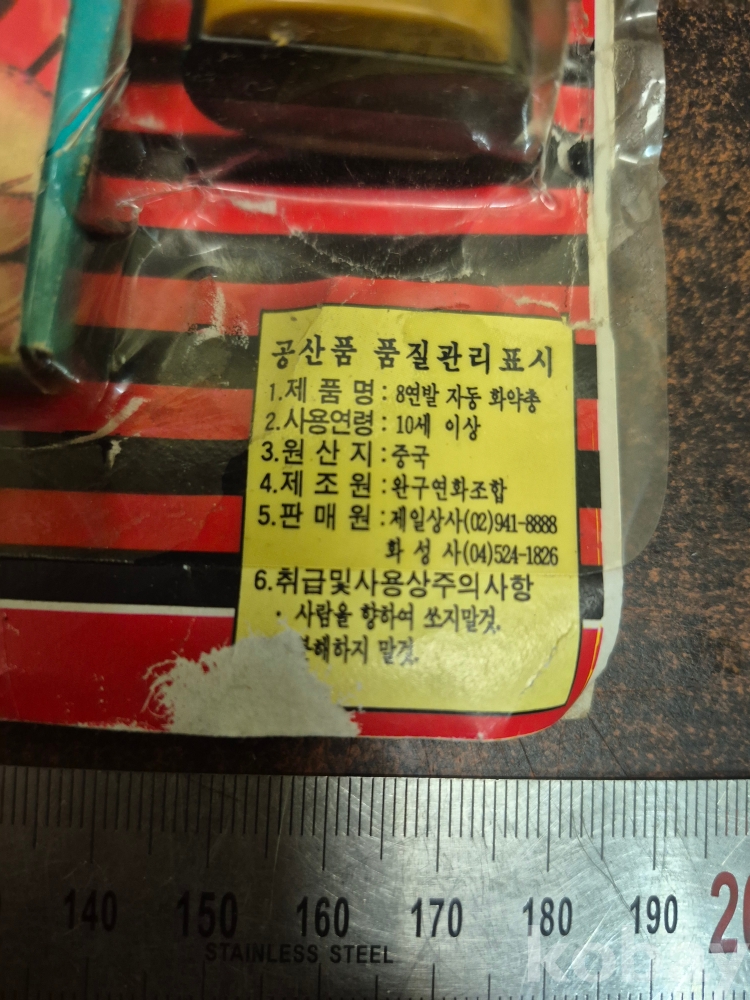 공산품 품질관리표시
1.제 품 명 : 8연발 자동 화약총
2.사용연령 : 10세 이상
3.원 산 지 : 중국
4.제 조 원 : 완구연화조합
5.판 매 원 : 제일상사(02)941-8888
화 성 사(04)524-1826
6.취급및사용상주의사항
· 사람을 향하여 쏘지말것.
말것.
140 150 160 170 180 190 20
STAINLESS STEEL